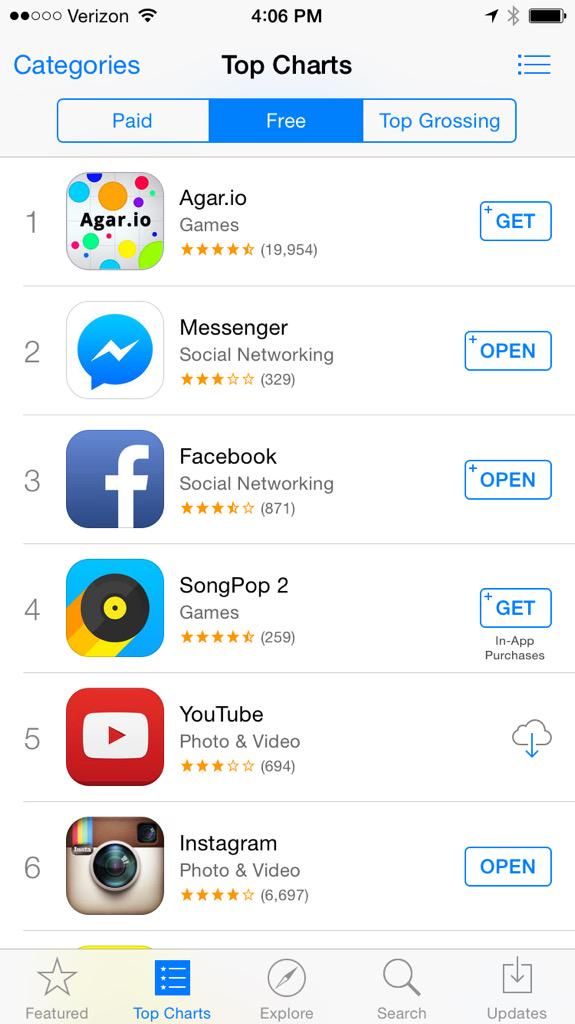 Verizon 4:06 PM
Categories Top Charts
Paid Free Top Grossing
1
Agar.io
Agar.io
Games
(19,954)
+ GET
2
Messenger
Social Networking
(329)
+ OPEN
3
Facebook
Social Networking
(871)
+ OPEN
4
SongPop 2
Games
(259)
+ GET
In-App
Purchases
5
YouTube
Photo & Video
(694)
6
Insta
Instagram
Photo & Video
(6,697)
OPEN
Featured Top Charts Explore Search Updates